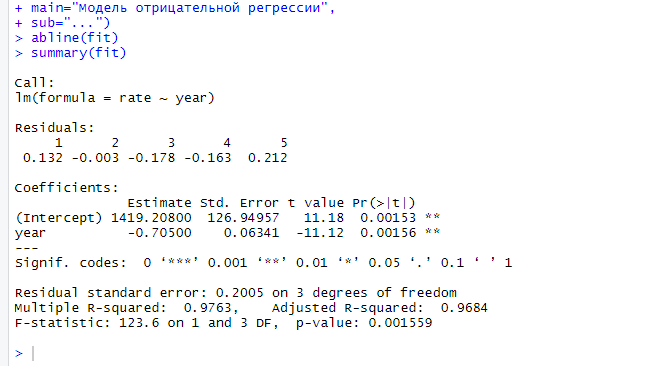 + main="Модель отрицательной регрессии",
+ sub="...")
> abline(fit)
> summary(fit)
Call:
lm(formula = rate ~ year)
Residuals:
1 2 3 4 5
0.132 -0.003 -0.178 -0.163 0.212
Coefficients:
Estimate Std. Error t value Pr(>|t|)
(Intercept) 1419.20800 126.94957 11.18 0.00153 **
year -0.70500 0.06341 -11.12 0.00156 **
---
Signif. codes: 0 ‘***’ 0.001 ‘**’ 0.01 ‘*’ 0.05 ‘.’ 0.1 ‘ ’ 1
Residual standard error: 0.2005 on 3 degrees of freedom
Multiple R-squared: 0.9763, Adjusted R-squared: 0.9684
F-statistic: 123.6 on 1 and 3 DF, p-value: 0.001559
>